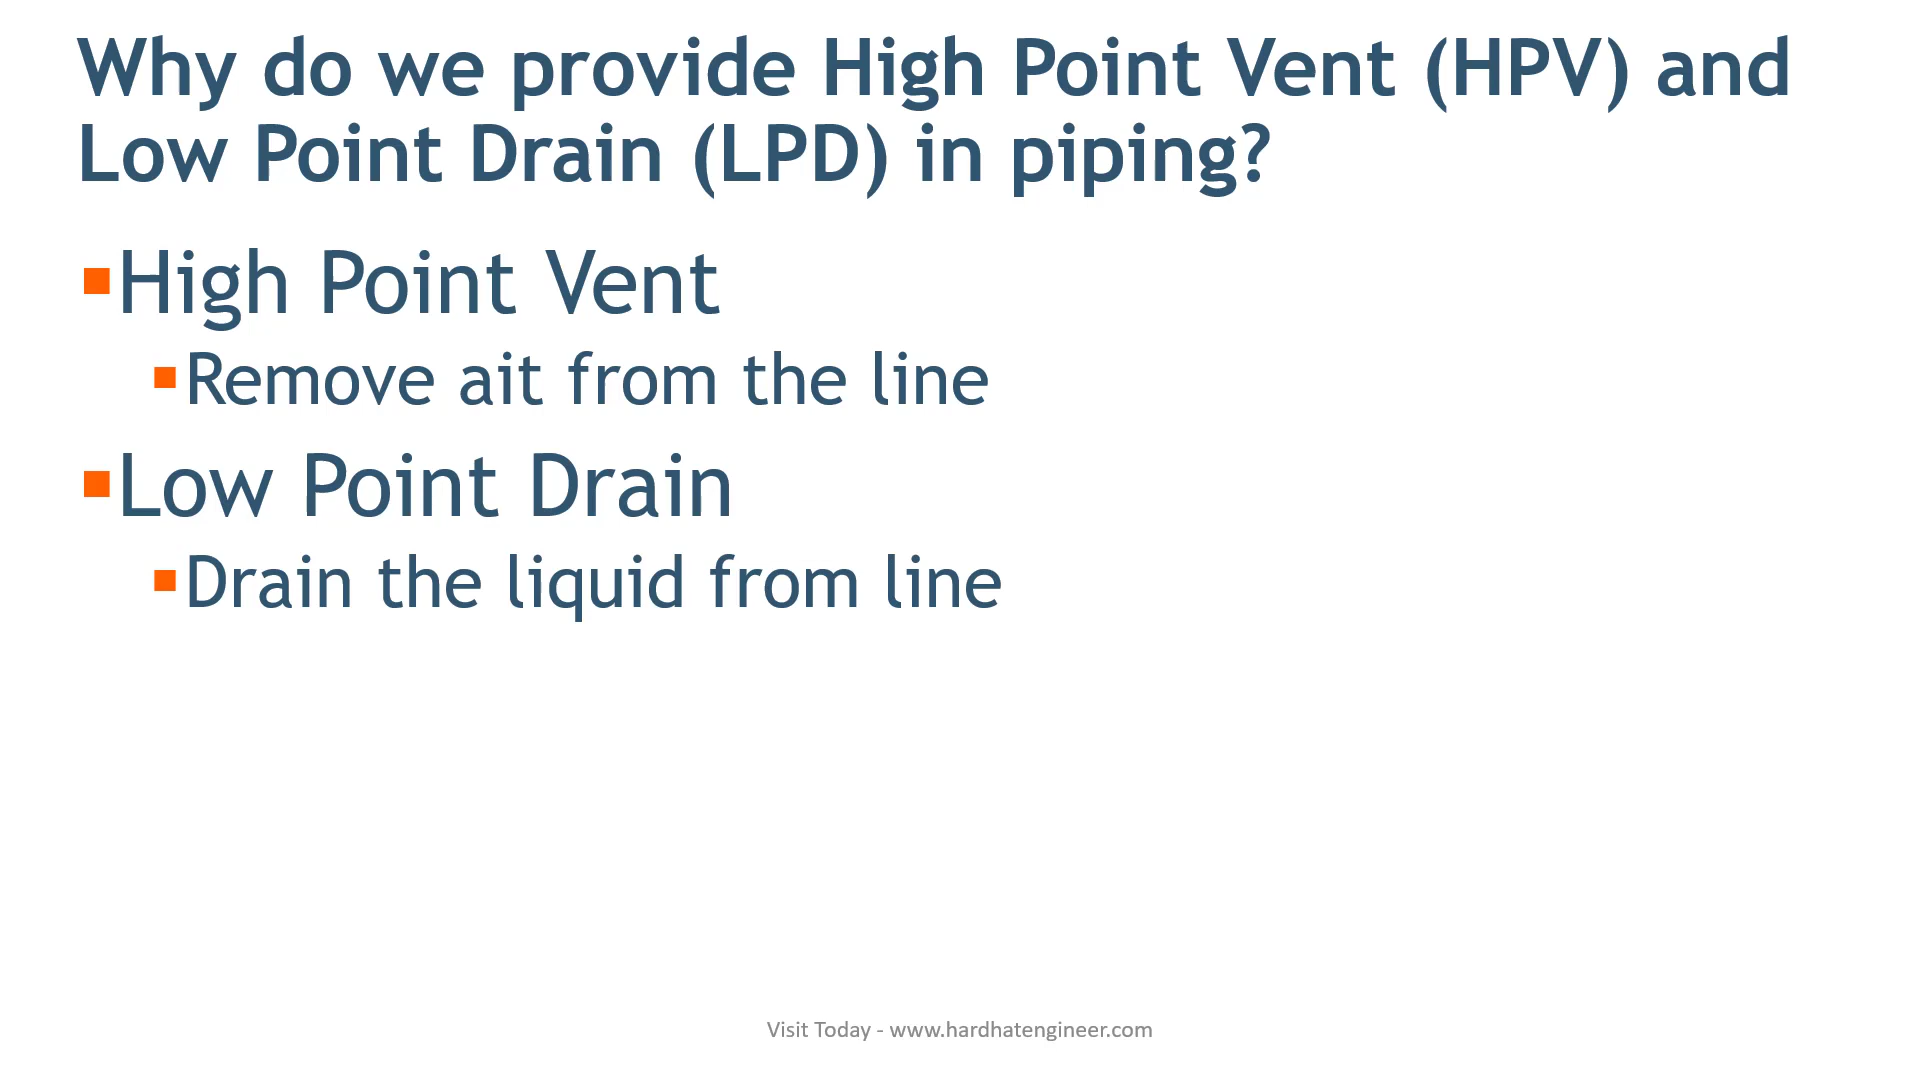 Why do we provide High Point Vent (HPV) and
Low Point Drain (LPD) in piping?
High Point Vent
Remove ait from the line
Low Point Drain
Drain the liquid from line
Visit Today - www.hardhatengineer.com